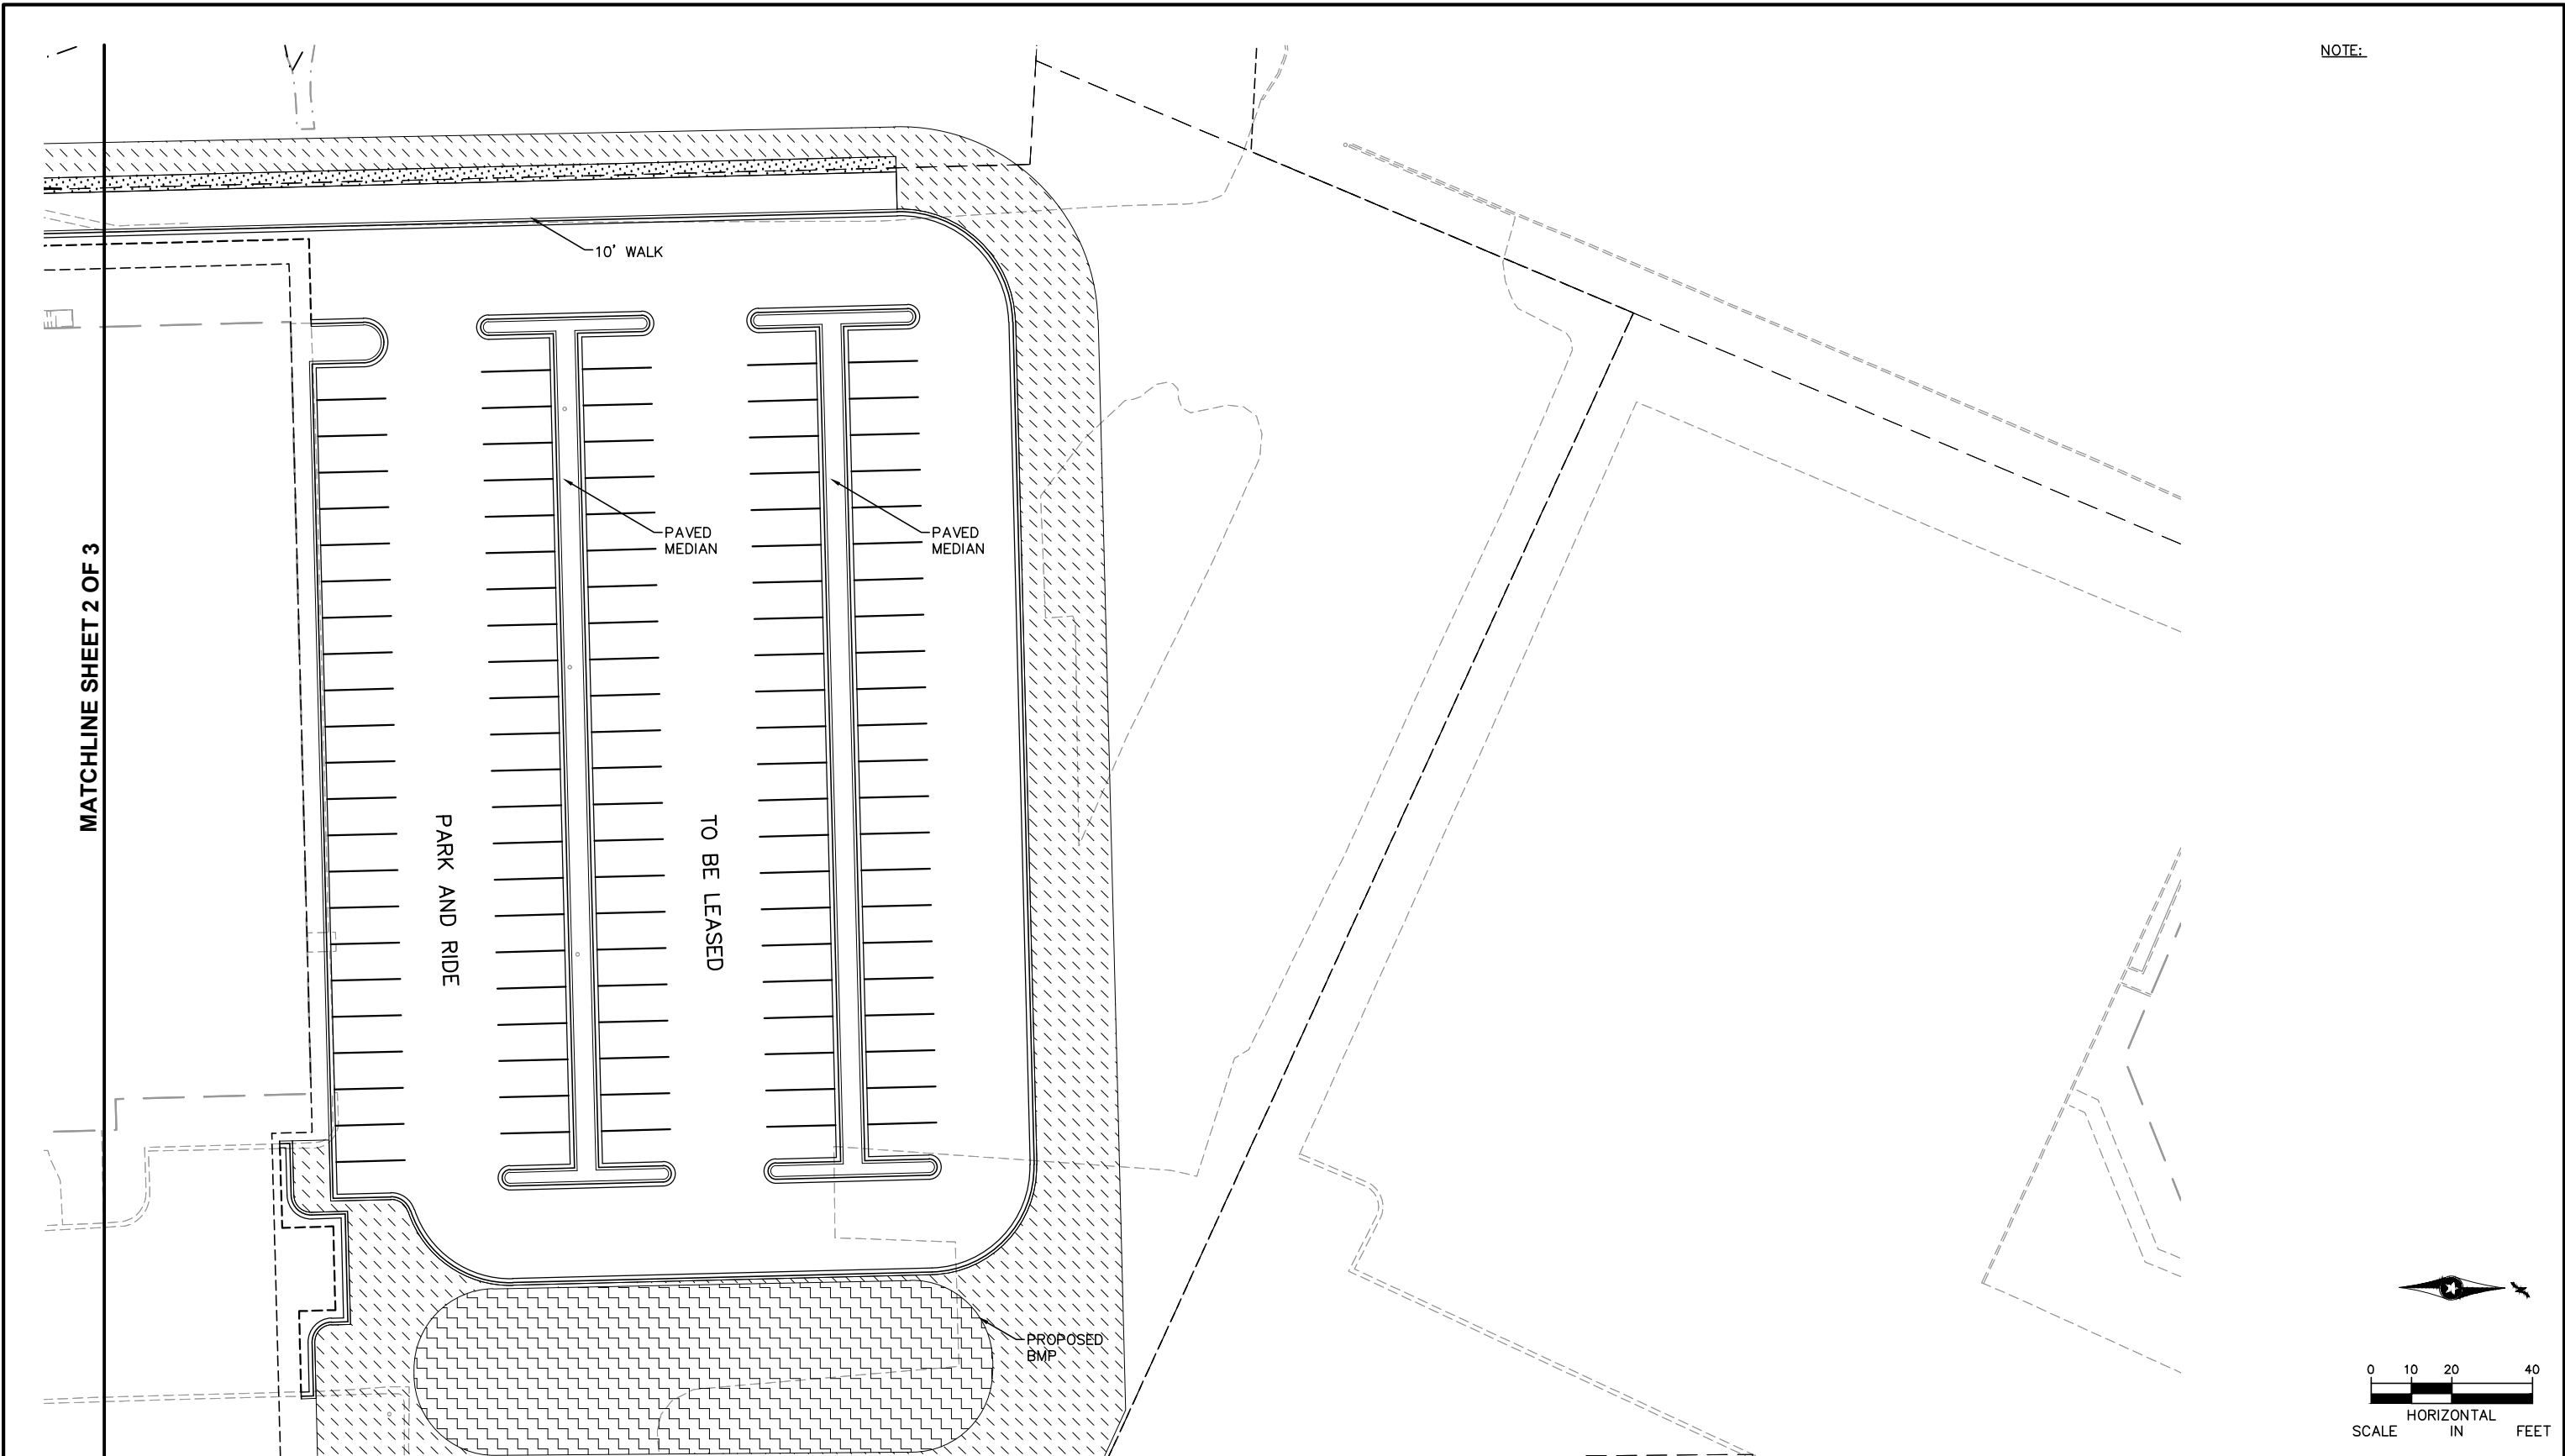 NOTE:
10' WALK
PAVED
MEDIAN
PAVED
MEDIAN
MATCHLINE SHEET 2 OF 3
PARK AND RIDE
TO BE LEASED
PROPOSED
BMP
0 10 20 40
HORIZONTAL
SCALE IN FEET